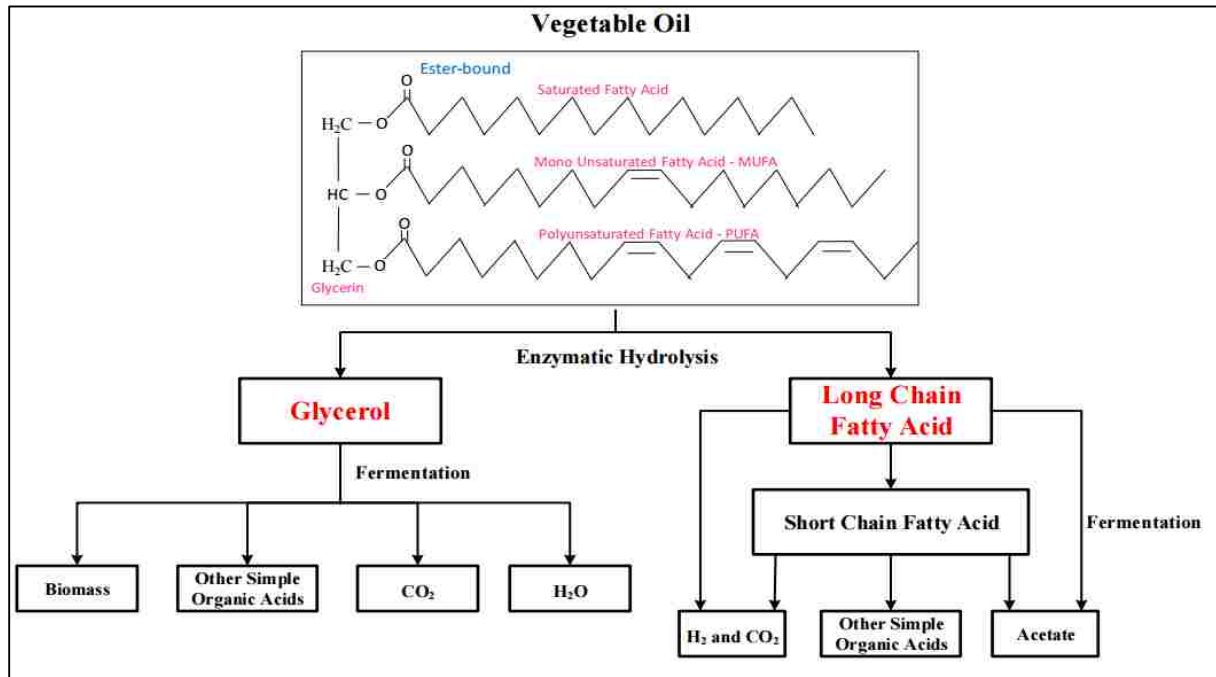 Vegetable Oil
Ester-bound
O
Saturated Fatty Acid
H₂C — O
O
Mono Unsaturated Fatty Acid - MUFA
HC — O
O
Polyunsaturated Fatty Acid - PUFA
H₂C — O
Glycerin
Enzymatic Hydrolysis
Glycerol
Long Chain
Fatty Acid
Fermentation
Short Chain Fatty Acid
Fermentation
Biomass
Other Simple
Organic Acids
CO₂
H₂O
H₂ and CO₂
Other Simple
Organic Acids
Acetate